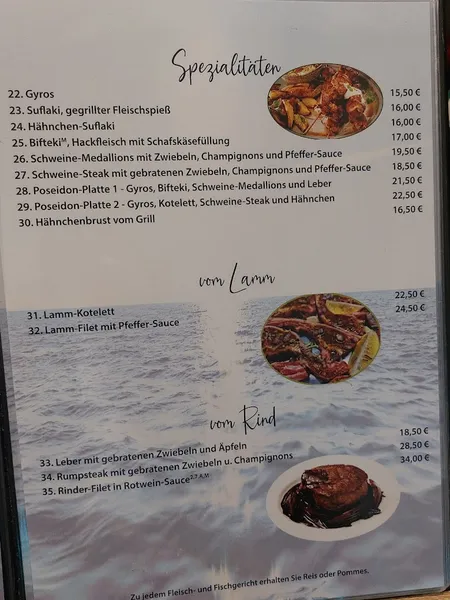 Spezialitäten
22. Gyros 15,50 €
23. Suflaki, gegrillter Fleischspieß 16,00 €
24. Hähnchen-Suflaki 16,00 €
25. Bifteki^M, Hackfleisch mit Schafskäsefüllung 17,00 €
26. Schweine-Medallions mit Zwiebeln, Champignons und Pfeffer-Sauce 19,50 €
27. Schweine-Steak mit gebratenen Zwiebeln, Champignons und Pfeffer-Sauce 18,50 €
28. Poseidon-Platte 1 - Gyros, Bifteki, Schweine-Medallions und Leber 21,50 €
29. Poseidon-Platte 2 - Gyros, Kotelett, Schweine-Steak und Hähnchen 22,50 €
30. Hähnchenbrust vom Grill 16,50 €
vom Lamm
31. Lamm-Kotelett 22,50 €
32. Lamm-Filet mit Pfeffer-Sauce 24,50 €
vom Rind
33. Leber mit gebratenen Zwiebeln und Äpfeln 18,50 €
34. Rumpsteak mit gebratenen Zwiebeln u. Champignons 28,50 €
35. Rinder-Filet in Rotwein-Sauce^2,7,A,M 34,00 €
Zu jedem Fleisch- und Fischgericht erhalten Sie Reis oder Pommes.